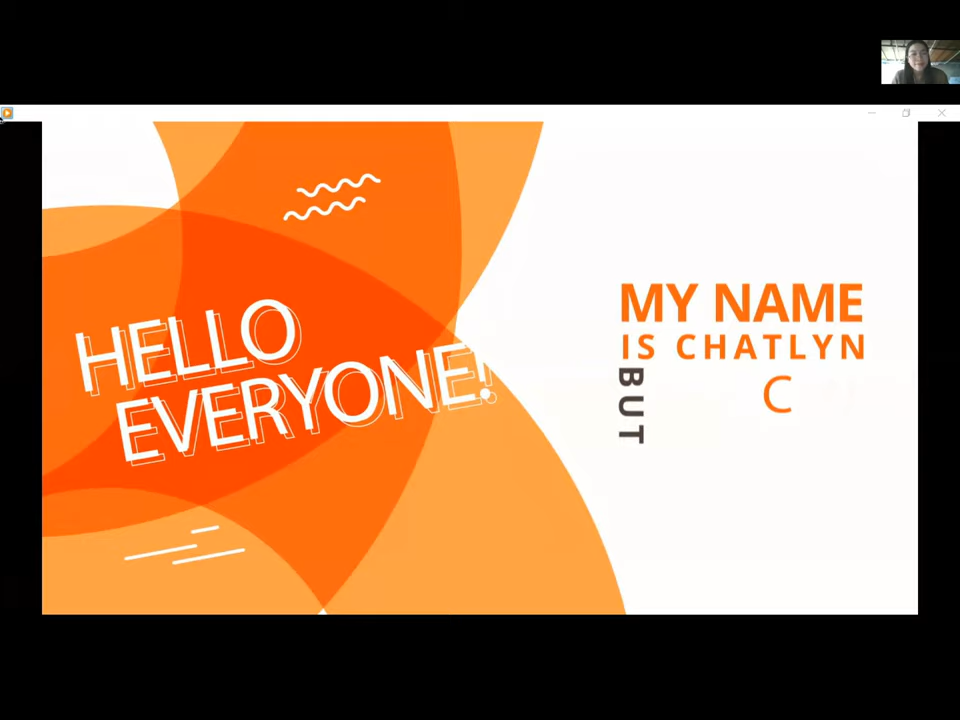 HELLO
EVERYONE!
MY NAME
IS CHATLYN
BUT
C